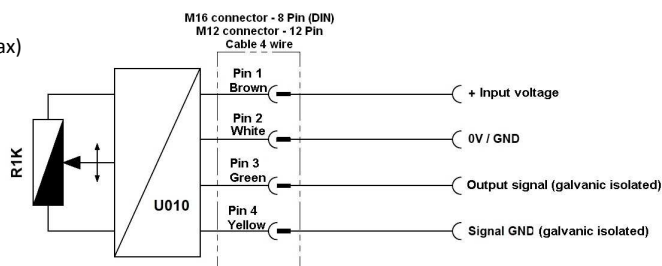 M16 connector - 8 Pin (DIN)
M12 connector - 12 Pin
Cable 4 wire
ax)
Pin 1
Brown
+ Input voltage
Pin 2
White
0V / GND
R1K
Pin 3
Green
Output signal (galvanic isolated)
U010
Pin 4
Yellow
Signal GND (galvanic isolated)